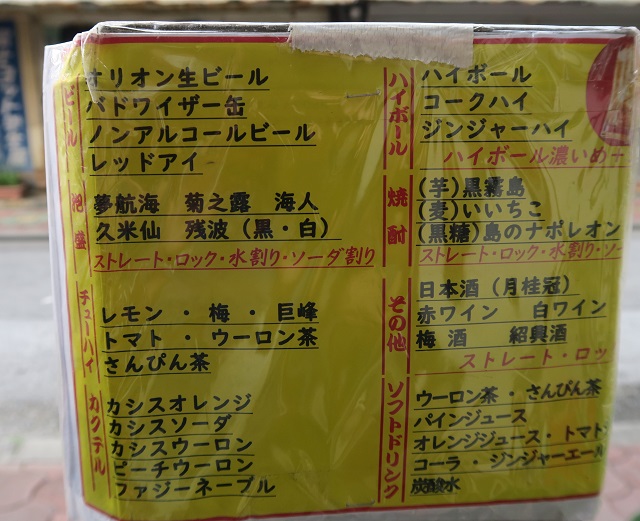 ビール
オリオン生ビール
バドワイザー缶
ノンアルコールビール
レッドアイ
泡盛
夢航海 菊之露 海人
久米仙 残波(黒・白)
ストレート・ロック・水割り・ソーダ割り
チューハイ
レモン・梅・巨峰
トマト・ウーロン茶
さんぴん茶
カクテル
カシスオレンジ
カシスソーダ
カシスウーロン
ピーチウーロン
ファジーネーブル
ハイボール
ハイボール
コークハイ
ジンジャーハイ
ハイボール濃いめ
焼酎
(芋)黒霧島
(麦)いいちこ
(黒糖)島のナポレオン
ストレート・ロック・水割り・ソー
その他
日本酒(月桂冠)
赤ワイン 白ワイン
梅酒 紹興酒
ストレート・ロッ
ソフトドリンク
ウーロン茶・さんぴん茶
パインジュース
オレンジジュース・トマト
コーラ・ジンジャーエール
炭酸水